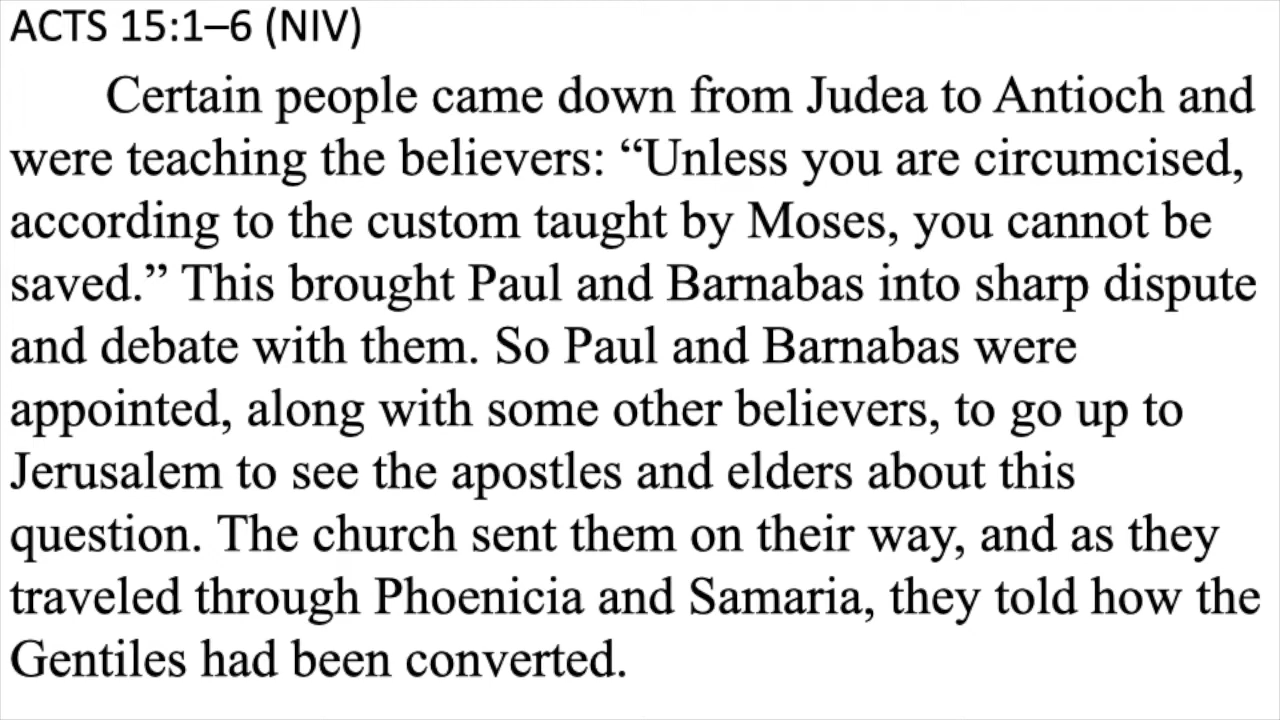 ACTS 15:1–6 (NIV)
Certain people came down from Judea to Antioch and
were teaching the believers: “Unless you are circumcised,
according to the custom taught by Moses, you cannot be
saved.” This brought Paul and Barnabas into sharp dispute
and debate with them. So Paul and Barnabas were
appointed, along with some other believers, to go up to
Jerusalem to see the apostles and elders about this
question. The church sent them on their way, and as they
traveled through Phoenicia and Samaria, they told how the
Gentiles had been converted.